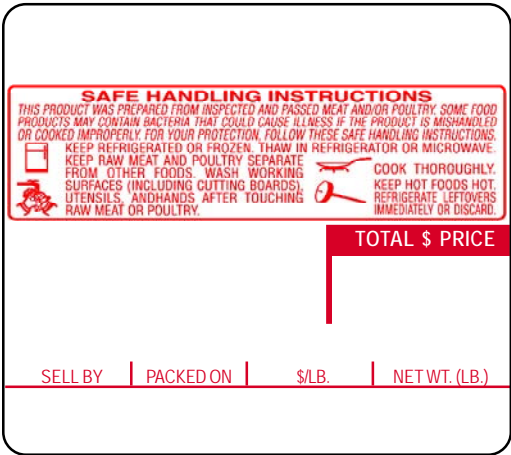 SAFE HANDLING INSTRUCTIONS
THIS PRODUCT WAS PREPARED FROM INSPECTED AND PASSED MEAT AND/OR POULTRY. SOME FOOD
PRODUCTS MAY CONTAIN BACTERIA THAT COULD CAUSE ILLNESS IF THE PRODUCT IS MISHANDLED
OR COOKED IMPROPERLY. FOR YOUR PROTECTION, FOLLOW THESE SAFE HANDLING INSTRUCTIONS.
KEEP REFRIGERATED OR FROZEN. THAW IN REFRIGERATOR OR MICROWAVE.
KEEP RAW MEAT AND POULTRY SEPARATE
FROM OTHER FOODS. WASH WORKING
SURFACES (INCLUDING CUTTING BOARDS),
UTENSILS, ANDHANDS AFTER TOUCHING
RAW MEAT OR POULTRY.
COOK THOROUGHLY.
KEEP HOT FOODS HOT.
REFRIGERATE LEFTOVERS
IMMEDIATELY OR DISCARD.
TOTAL $ PRICE
SELL BY PACKED ON $/LB. NET WT. (LB.)